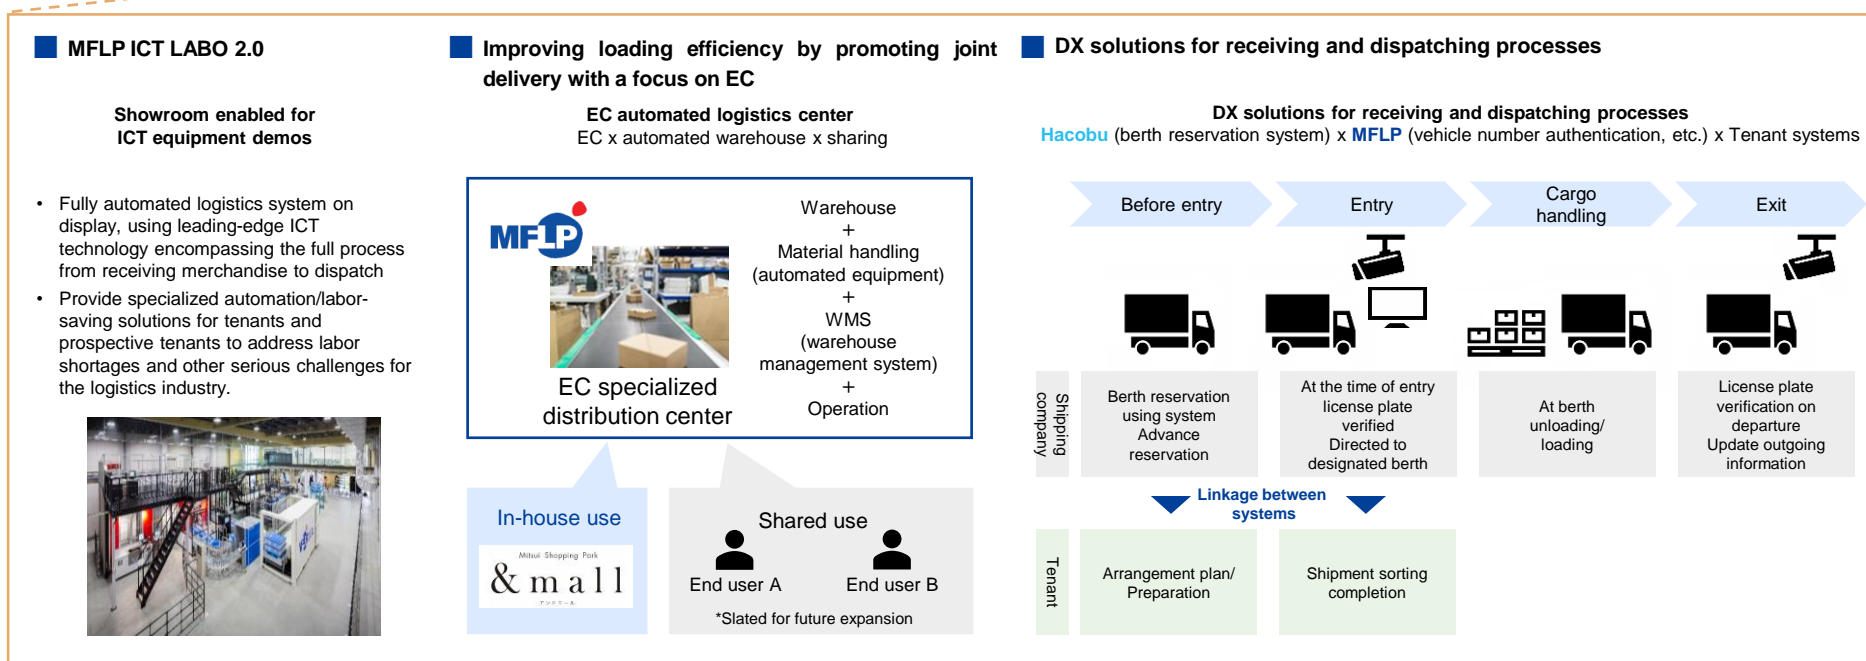 MFLP ICT LABO 2.0
Showroom enabled for
ICT equipment demos
• Fully automated logistics system on
display, using leading-edge ICT
technology encompassing the full process
from receiving merchandise to dispatch
• Provide specialized automation/labor-
saving solutions for tenants and
prospective tenants to address labor
shortages and other serious challenges for
the logistics industry.
Improving loading efficiency by promoting joint
delivery with a focus on EC
EC automated logistics center
EC x automated warehouse x sharing
MFLP
EC specialized
distribution center
Warehouse
+
Material handling
(automated equipment)
+
WMS
(warehouse
management system)
+
Operation
In-house use
Mitsui Shopping Park
&mall
アンドモール
Shared use
End user A
End user B
*Slated for future expansion
DX solutions for receiving and dispatching processes
DX solutions for receiving and dispatching processes
Hacobu (berth reservation system) x MFLP (vehicle number authentication, etc.) x Tenant systems
Before entry
Entry
Cargo
handling
Exit
Shipping
company
Berth reservation
using system
Advance
reservation
At the time of entry
license plate
verified
Directed to
designated berth
At berth
unloading/
loading
License plate
verification on
departure
Update outgoing
information
Linkage between
systems
Tenant
Arrangement plan/
Preparation
Shipment sorting
completion